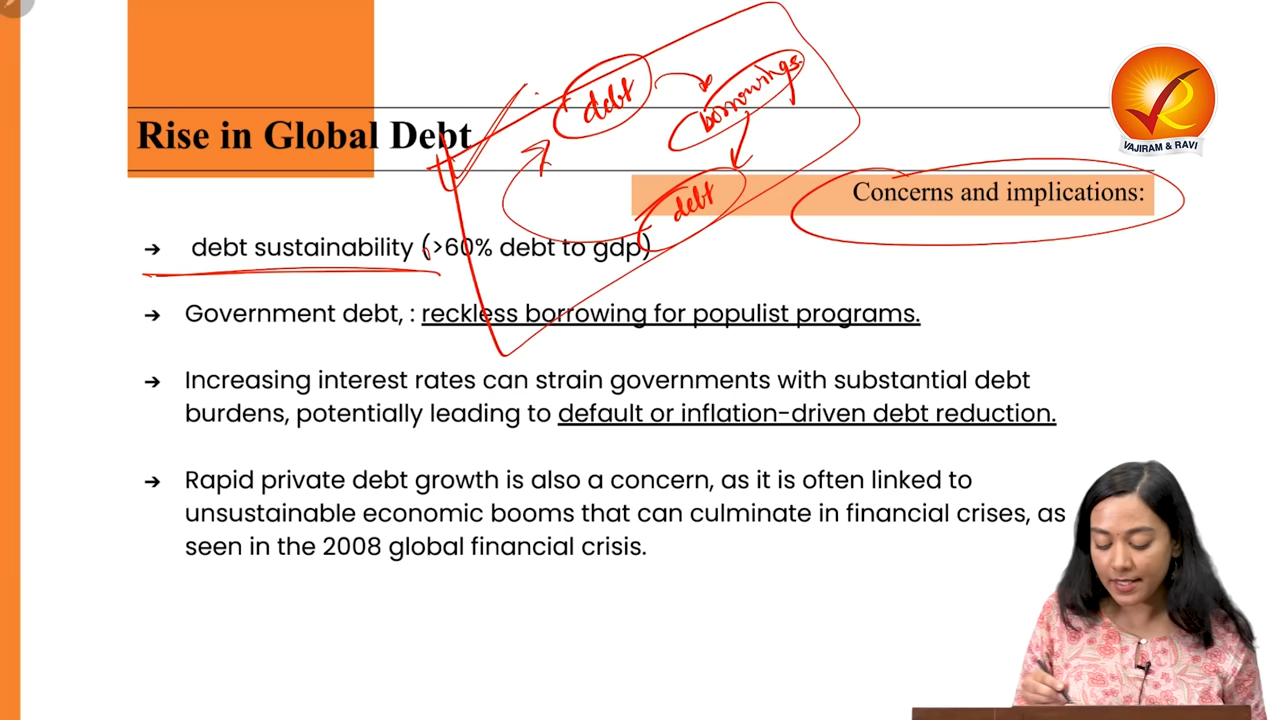 debt
borrowings
debt
VAJIRAM & RAVI
Rise in Global Debt
Concerns and implications:
➔ debt sustainability (>60% debt to gdp)
➔ Government debt, : reckless borrowing for populist programs.
➔ Increasing interest rates can strain governments with substantial debt
burdens, potentially leading to default or inflation-driven debt reduction.
➔ Rapid private debt growth is also a concern, as it is often linked to
unsustainable economic booms that can culminate in financial crises, as
seen in the 2008 global financial crisis.